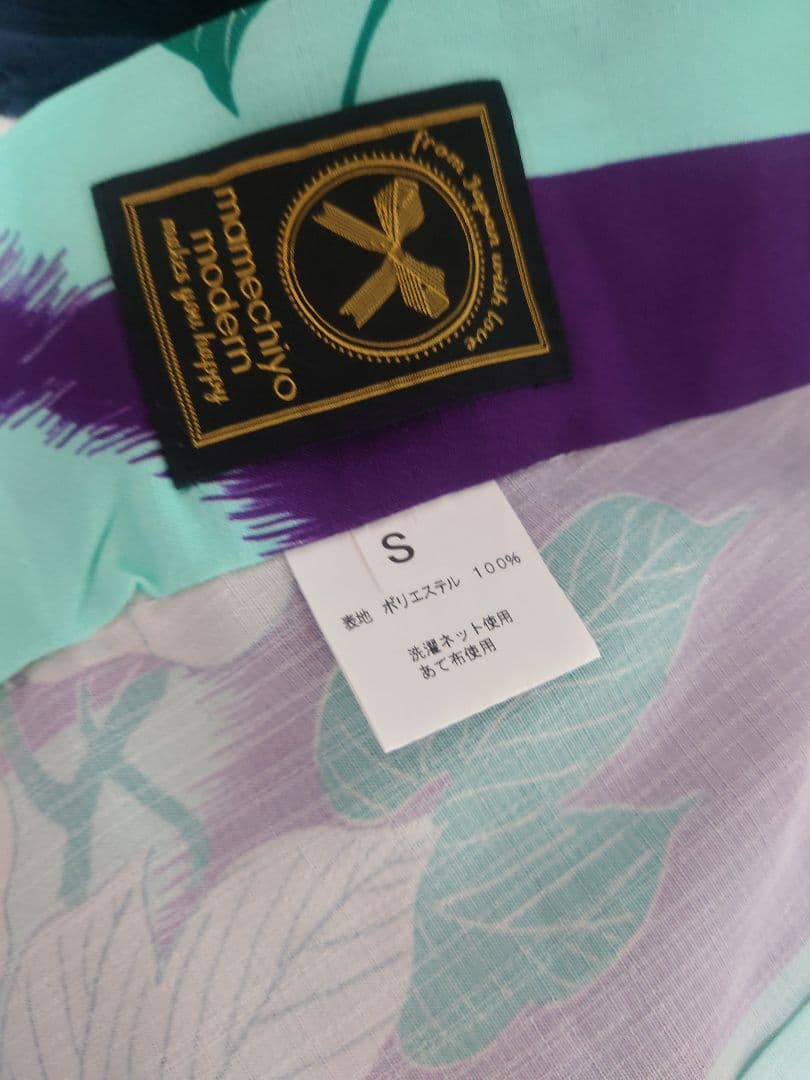 from Japan with love
mamechiyo
modern
makes you happy
S
表地 ポリエステル 100%
洗濯ネット使用
あて布使用